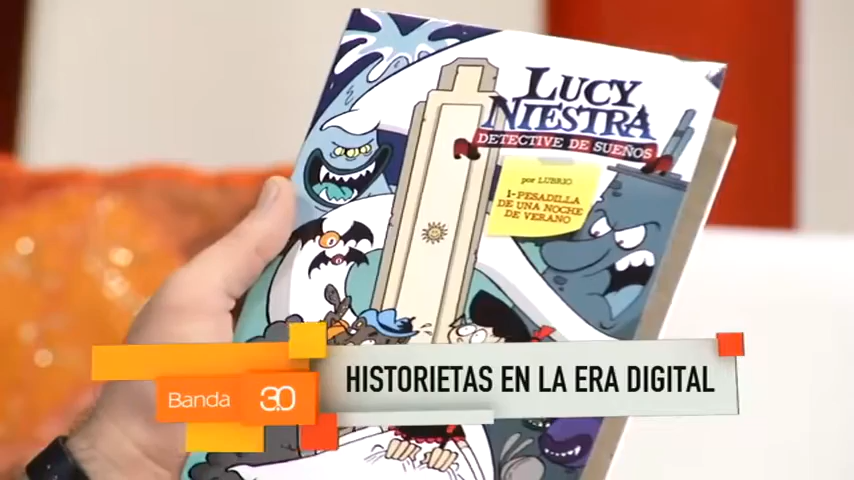 LUCY
NIESTRA
DETECTIVE DE SUEÑOS
por LUBRIO
1-PESADILLA
DE UNA NOCHE
DE VERANO
Banda 3.0
HISTORIETAS EN LA ERA DIGITAL